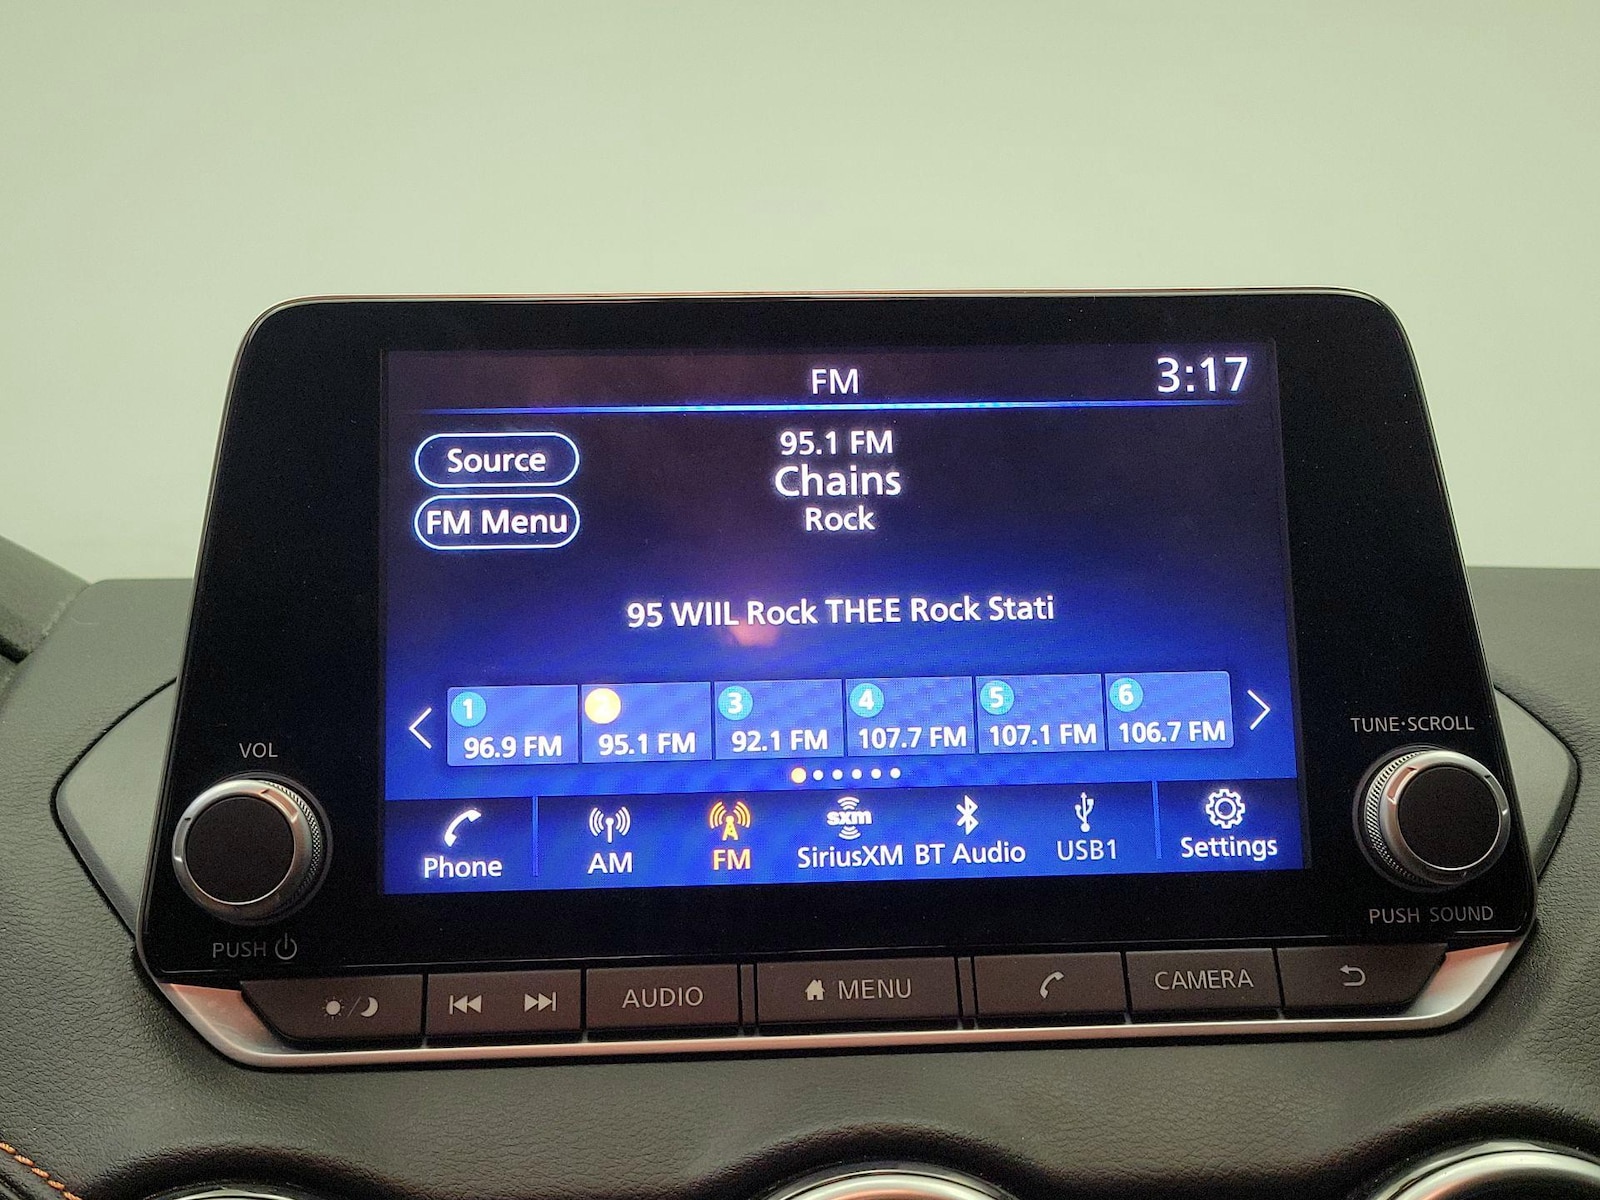 FM
3:17
Source
FM Menu
95.1 FM
Chains
Rock
95 WIIL Rock THEE Rock Stati
1
2
3
4
5
6
96.9 FM
95.1 FM
92.1 FM
107.7 FM
107.1 FM
106.7 FM
Phone
AM
FM
sxm
SiriusXM
BT Audio
USB1
Settings
VOL
PUSH
TUNE·SCROLL
PUSH SOUND
AUDIO
MENU
CAMERA